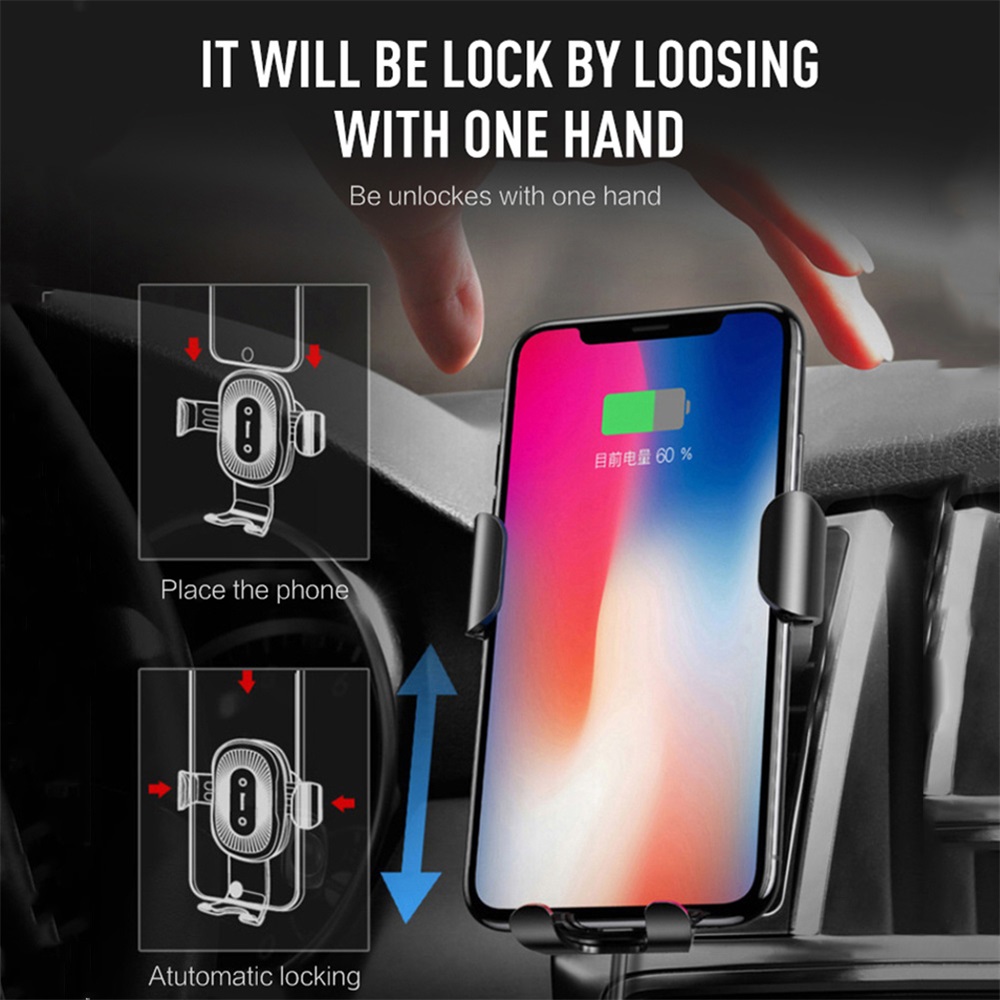 IT WILL BE LOCK BY LOOSING
WITH ONE HAND
Be unlockes with one hand
目前电量 60 %
Place the phone
Atutomatic locking